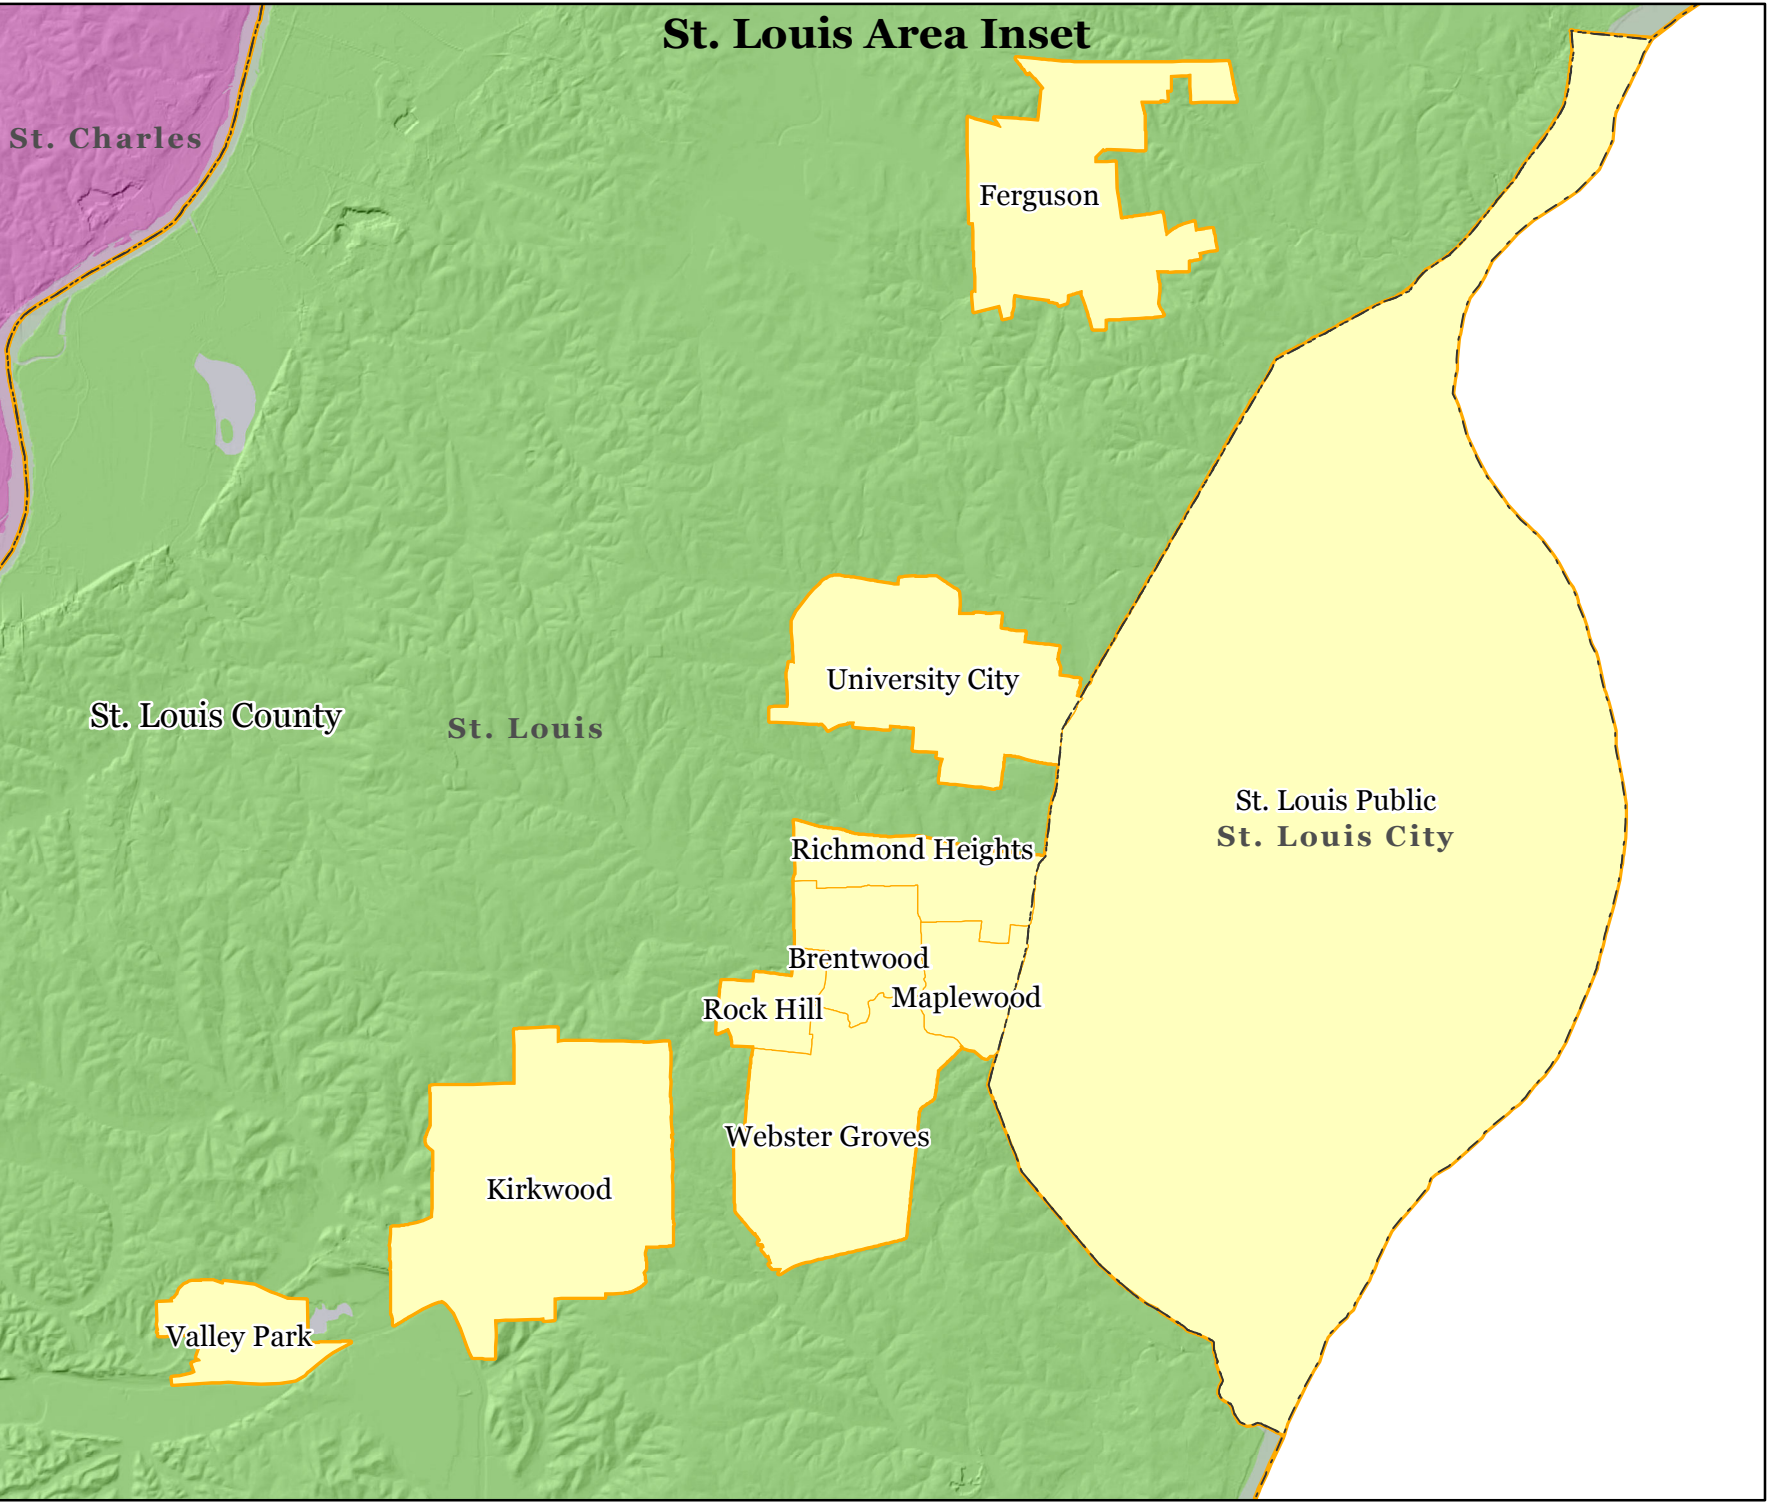 St. Louis Area Inset
St. Charles
Ferguson
University City
St. Louis County
St. Louis
St. Louis Public
St. Louis City
Richmond Heights
Brentwood
Maplewood
Rock Hill
Webster Groves
Kirkwood
Valley Park